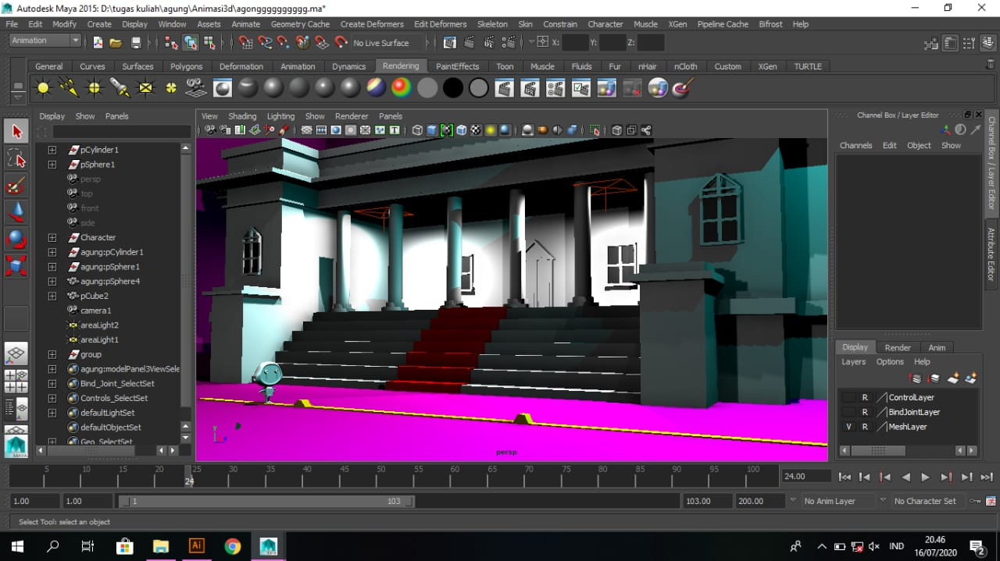 Autodesk Maya 2015: D:\tugas kuliah\agung\Animasi3d\agongggggggggg.ma*
File Edit Modify Create Display Window Assets Animate Geometry Cache Create Deformers Edit Deformers Skeleton Skin Constrain Character Muscle XGen Pipeline Cache Bifrost Help
Animation No Live Surface X: Y: Z:
General Curves Surfaces Polygons Deformation Animation Dynamics Rendering PaintEffects Toon Muscle Fluids Fur nHair nCloth Custom XGen TURTLE
Display Show Panels
View Shading Lighting Show Renderer Panels
Channel Box / Layer Editor
Channels Edit Object Show
Channel Box / Layer Editor
Attribute Editor
pCylinder1
pSphere1
persp
top
front
side
Character
agung:pCylinder1
agung:pSphere1
agung:pSphere4
pCube2
camera1
areaLight2
areaLight1
group
agung:modelPanel3ViewSele
Bind_Joint_SelectSet
Controls_SelectSet
defaultLightSet
defaultObjectSet
Geo_SelectSet
MAYA
y
z
persp
Display Render Anim
Layers Options Help
R ControlLayer
R BindJointLayer
V R MeshLayer
5 10 15 20 25 30 35 40 45 50 55 60 65 70 75 80 85 90 95 100
24
24.00
1.00 1.00 1 103 103.00 200.00 No Anim Layer No Character Set
Select Tool: select an object
Ai
IND
20.46
16/07/2020
2